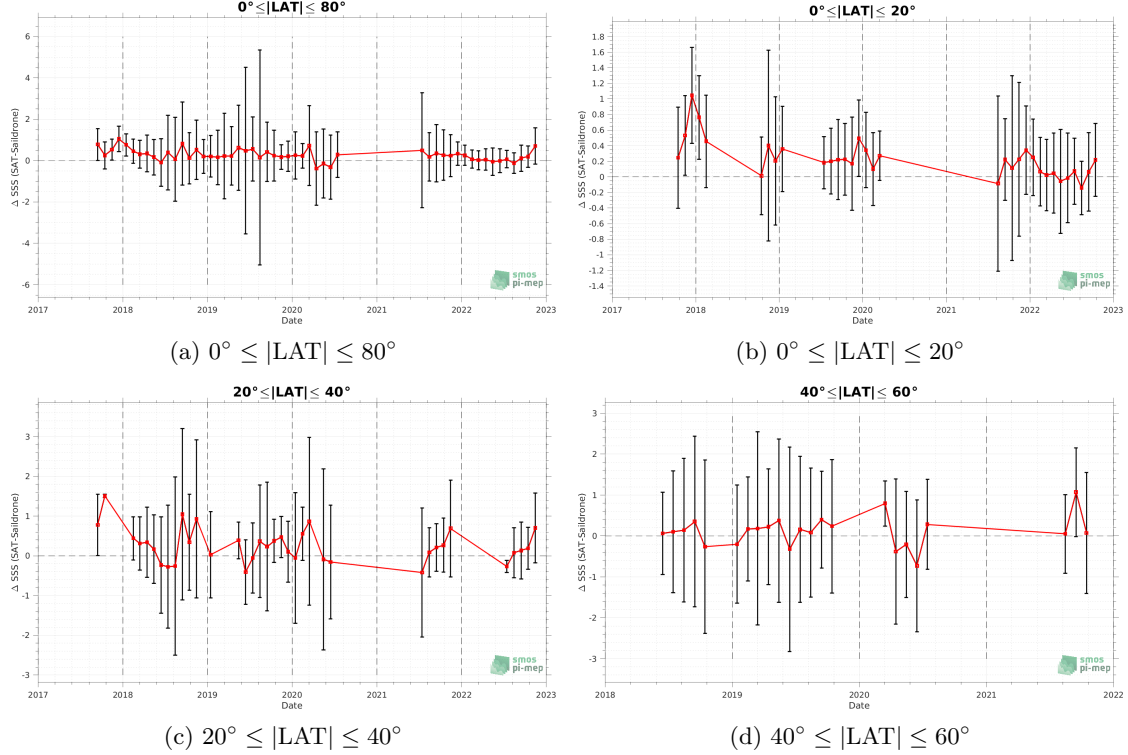 0°≤|LAT|≤ 80°
Δ SSS (SAT-Saildrone)
6
4
2
0
-2
-4
-6
2017 2018 2019 2020 2021 2022 2023
Date
smos
pi-mep
(a) 0° ≤ |LAT| ≤ 80°
0°≤|LAT|≤ 20°
Δ SSS (SAT-Saildrone)
1.8
1.6
1.4
1.2
1
0.8
0.6
0.4
0.2
0
-0.2
-0.4
-0.6
-0.8
-1
-1.2
-1.4
2017 2018 2019 2020 2021 2022 2023
Date
smos
pi-mep
(b) 0° ≤ |LAT| ≤ 20°
20°≤|LAT|≤ 40°
Δ SSS (SAT-Saildrone)
3
2
1
0
-1
-2
-3
2017 2018 2019 2020 2021 2022 2023
Date
smos
pi-mep
(c) 20° ≤ |LAT| ≤ 40°
40°≤|LAT|≤ 60°
Δ SSS (SAT-Saildrone)
3
2
1
0
-1
-2
-3
2018 2019 2020 2021 2022
Date
smos
pi-mep
(d) 40° ≤ |LAT| ≤ 60°